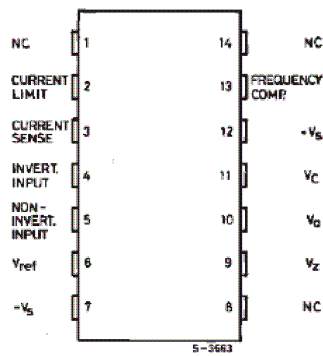 NC 1 14 NC
CURRENT LIMIT 2 13 FREQUENCY COMP.
CURRENT SENSE 3 12 +Vs
INVERT. INPUT 4 11 VC
NON-INVERT. INPUT 5 10 Vo
Vref 6 9 Vz
-Vs 7 8 NC
S-3663